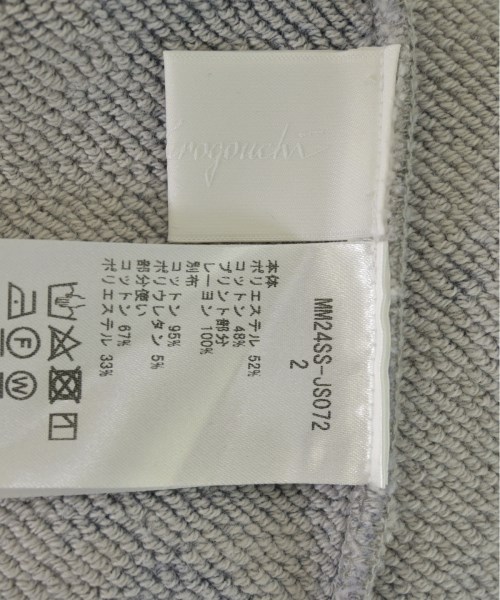 rogouchi
MM24SS-JS072
2
本体
ポリエステル 52%
コットン 48%
プリント部分
レーヨン 100%
別布
コットン 95%
ポリウレタン 5%
部分使い
コットン 67%
ポリエステル 33%
F
W